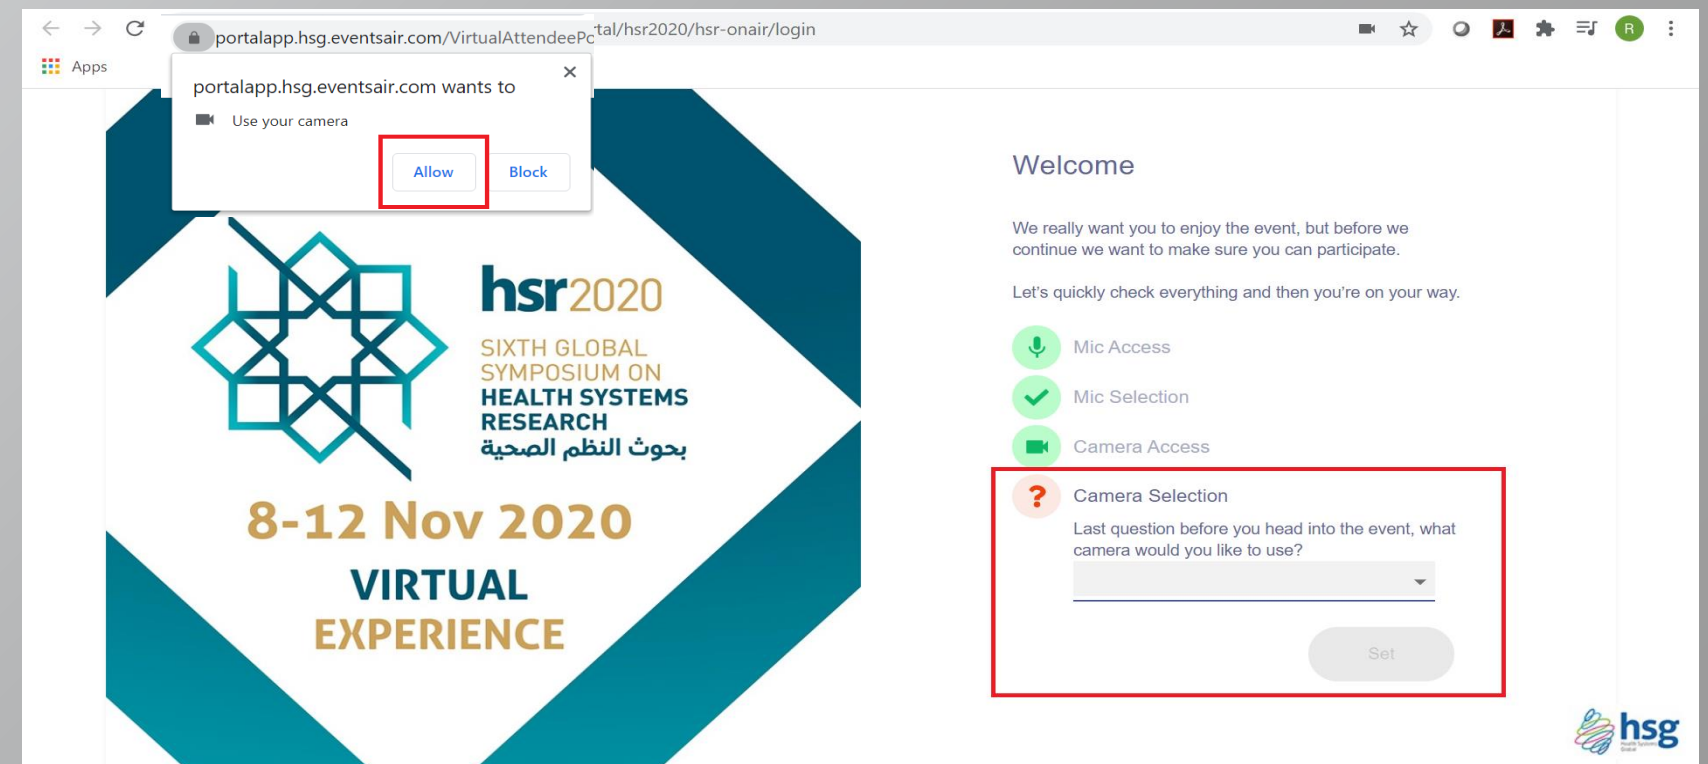 portalapp.hsg.eventsair.com/VirtualAttendeePo
rtal/hsr2020/hsr-onair/login
R
Apps
portalapp.hsg.eventsair.com wants to
Use your camera
Allow
Block
hsr2020
SIXTH GLOBAL
SYMPOSIUM ON
HEALTH SYSTEMS
RESEARCH
بحوث النظم الصحية
8-12 Nov 2020
VIRTUAL
EXPERIENCE
Welcome
We really want you to enjoy the event, but before we
continue we want to make sure you can participate.
Let's quickly check everything and then you're on your way.
Mic Access
Mic Selection
Camera Access
?
Camera Selection
Last question before you head into the event, what
camera would you like to use?
Set
hsg
Health Systems
Global